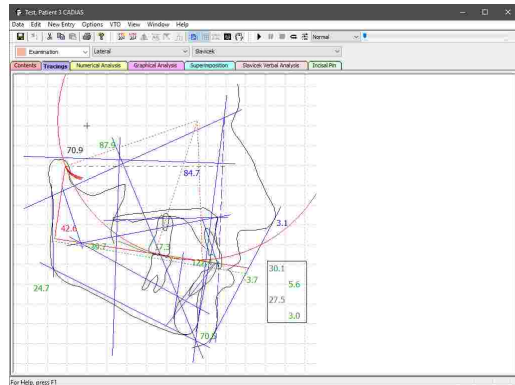 Test, Patient 3 CADIAS
Data Edit New Entry Options VTO View Window Help
Normal
Examination Lateral Slavicek
Contents Tracings Numerical Analysis Graphical Analysis Superimposition Slavicek Verbal Analysis Incisal Pin
87.9
70.9
84.7
3.1
42.6
17.3
30.1
-3.7
5.6
24.7
27.5
3.0
For Help, press F1